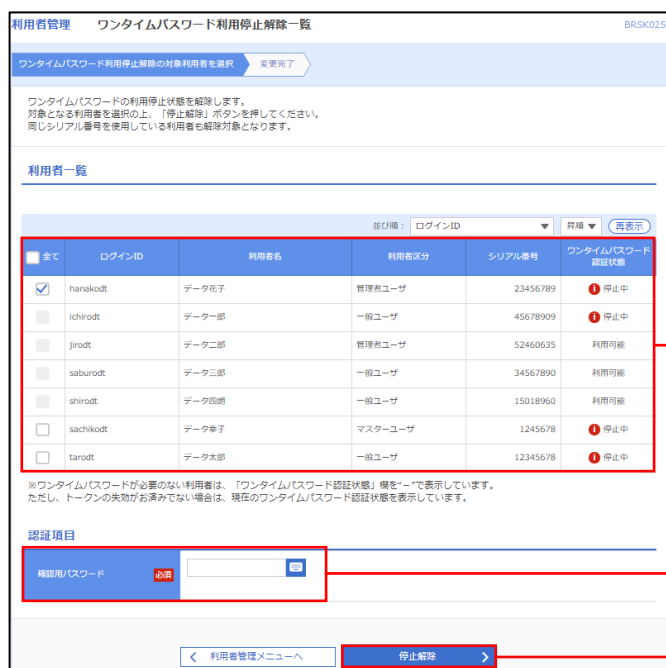 利用者管理 ワンタイムパスワード利用停止解除一覧 BRSK025
ワンタイムパスワード利用停止解除の対象利用者を選択 変更完了
ワンタイムパスワードの利用停止状態を解除します。
対象となる利用者を選択の上、「停止解除」ボタンを押してください。
同じシリアル番号を使用している利用者も解除対象となります。
利用者一覧
並び順： ログインID ▼ 昇順 ▼ 再表示
全て ログインID 利用者名 利用者区分 シリアル番号 ワンタイムパスワード
認証状態
hanakodt データ花子 管理者ユーザ 23456789 停止中
ichirodt データ一郎 一般ユーザ 45678909 停止中
jirodt データ二郎 管理者ユーザ 52460635 利用可能
saburodt データ三郎 一般ユーザ 34567890 利用可能
shirodt データ四朗 一般ユーザ 15018960 利用可能
sachikodt データ幸子 マスターユーザ 1245678 停止中
tarodt データ太郎 一般ユーザ 12345678 停止中
※ワンタイムパスワードが必要のない利用者は、「ワンタイムパスワード認証状態」欄を"－"で表示しています。
ただし、トークンの失効がお済みでない場合は、現在のワンタイムパスワード認証状態を表示しています。
認証項目
確認用パスワード 必須
利用者管理メニューへ 停止解除